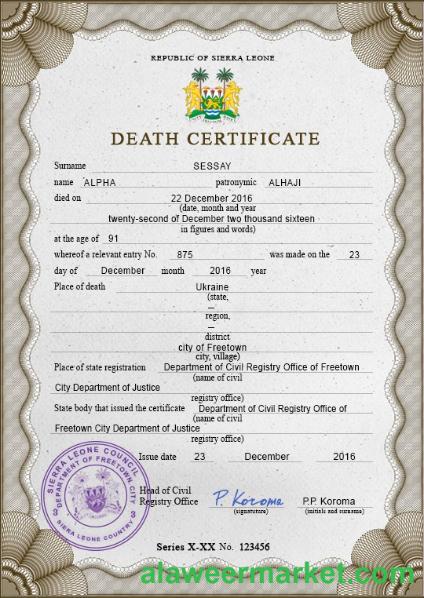 REPUBLIC OF SIERRA LEONE
DEATH CERTIFICATE
Surname SESSAY
name ALPHA patronymic ALHAJI
died on 22 December 2016
(date, month and year
twenty-second of December two thousand sixteen
in figures and words)
at the age of 91
whereof a relevant entry No. 875 was made on the 23
day of December month 2016 year
Place of death Ukraine
(state,
–
region,
–
district
city of Freetown
city, village)
Place of state registration Department of Civil Registry Office of Freetown
(name of civil
City Department of Justice
registry office)
State body that issued the certificate Department of Civil Registry Office of
(name of civil
Freetown City Department of Justice
registry office)
Issue date 23 December 2016
SIERRA LEONE COUNCIL
DEPARTMENT OF FREETOWN CITY
SIERRA LEONE COUNTRY
Head of Civil
Registry Office P. Koroma P.P. Koroma
(signature) (initials and surname)
Series X-XX No. 123456
alaweermarket.com